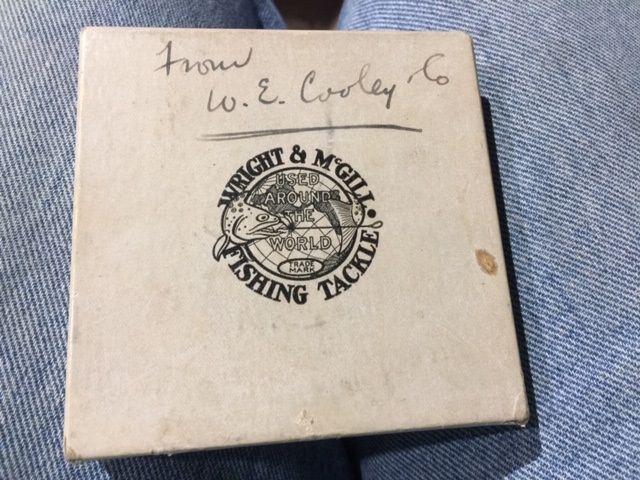 From
W. E. Cooley Co
WRIGHT & McGILL
USED
AROUND
THE
WORLD
TRADE
MARK
FISHING TACKLE